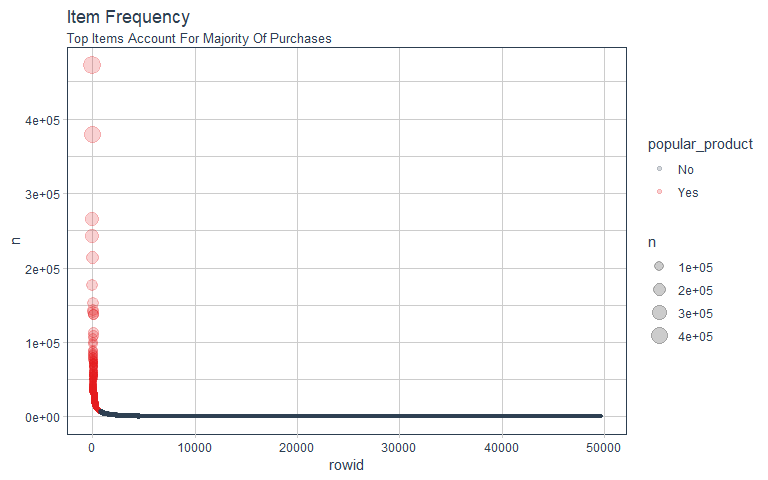 Item Frequency
Top Items Account For Majority Of Purchases
4e+05
3e+05
2e+05
1e+05
0e+00
n
0
10000
20000
30000
40000
50000
rowid
popular_product
No
Yes
n
1e+05
2e+05
3e+05
4e+05